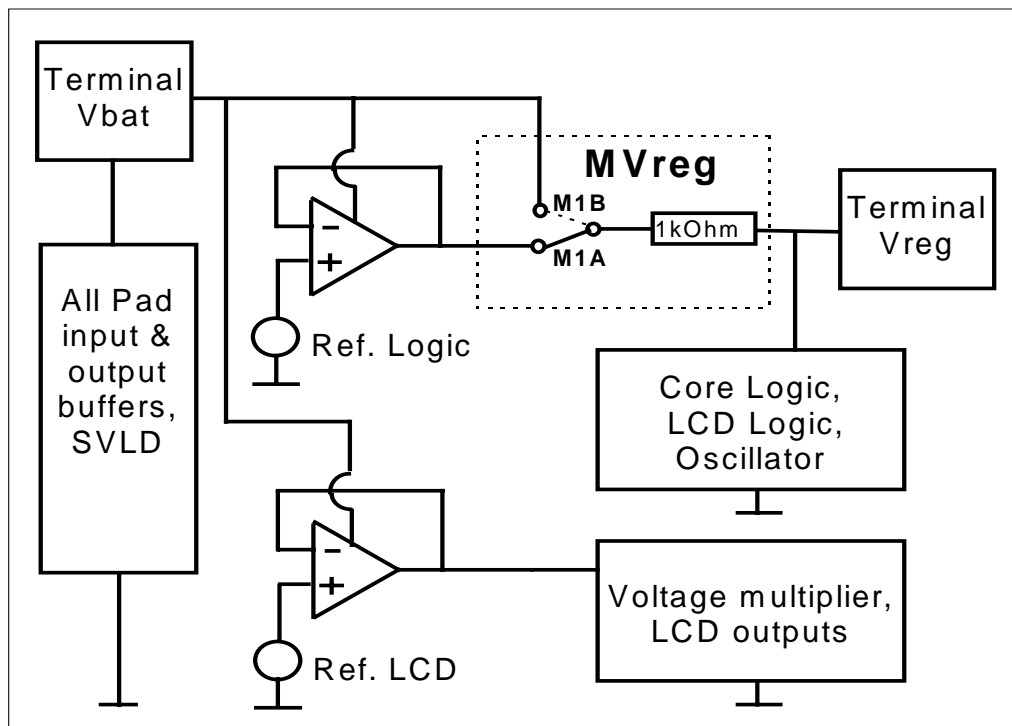 Terminal
Vbat
All Pad
input &
output
buffers,
SVLD
-
+
Ref. Logic
MVreg
M1B
M1A
1kOhm
Terminal
Vreg
Core Logic,
LCD Logic,
Oscillator
-
+
Ref. LCD
Voltage multiplier,
LCD outputs